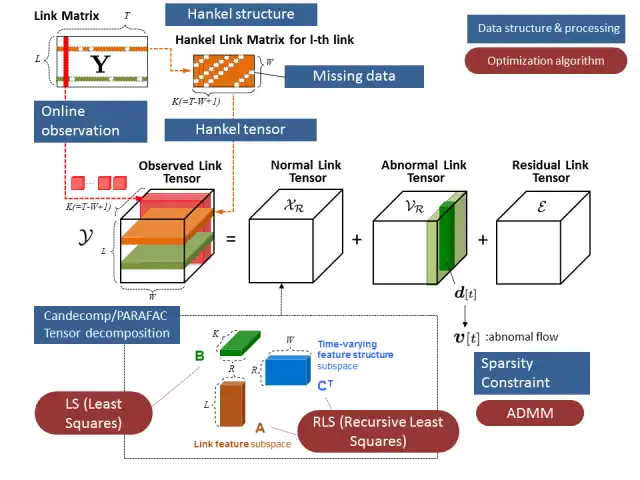 Link Matrix
T
Hankel structure
Data structure & processing
Optimization algorithm
Hankel Link Matrix for l-th link
L
Y
W
Missing data
K(=T-W+1)
Online
observation
Hankel tensor
Observed Link
Tensor
Normal Link
Tensor
Abnormal Link
Tensor
Residual Link
Tensor
K(=T-W+1)
𝒴
L
W
=
𝒳_ℛ
+
𝒱_ℛ
+
ℰ
d[t]
v[t] :abnomal flow
Candecomp/PARAFAC
Tensor decomposition
K
B
R
W
R
Time-varying
feature structure
subspace
C^T
L
R
A
Link feature subspace
LS (Least
Squares)
RLS (Recursive Least
Squares)
Sparsity
Constraint
ADMM